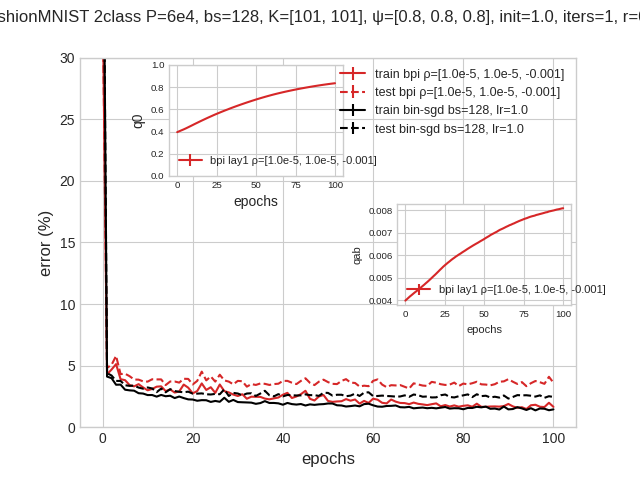 shionMNIST 2class P=6e4, bs=128, K=[101, 101], ψ=[0.8, 0.8, 0.8], init=1.0, iters=1, r=
30
25
20
15
10
5
0
error (%)
0
20
40
60
80
100
epochs
train bpi ρ=[1.0e-5, 1.0e-5, -0.001]
test bpi ρ=[1.0e-5, 1.0e-5, -0.001]
train bin-sgd bs=128, lr=1.0
test bin-sgd bs=128, lr=1.0
1.0
0.8
0.6
0.4
0.2
0.0
q0
bpi lay1 ρ=[1.0e-5, 1.0e-5, -0.001]
0
25
50
75
100
epochs
0.008
0.007
0.006
0.005
0.004
qab
bpi lay1 ρ=[1.0e-5, 1.0e-5, -0.001]
0
25
50
75
100
epochs